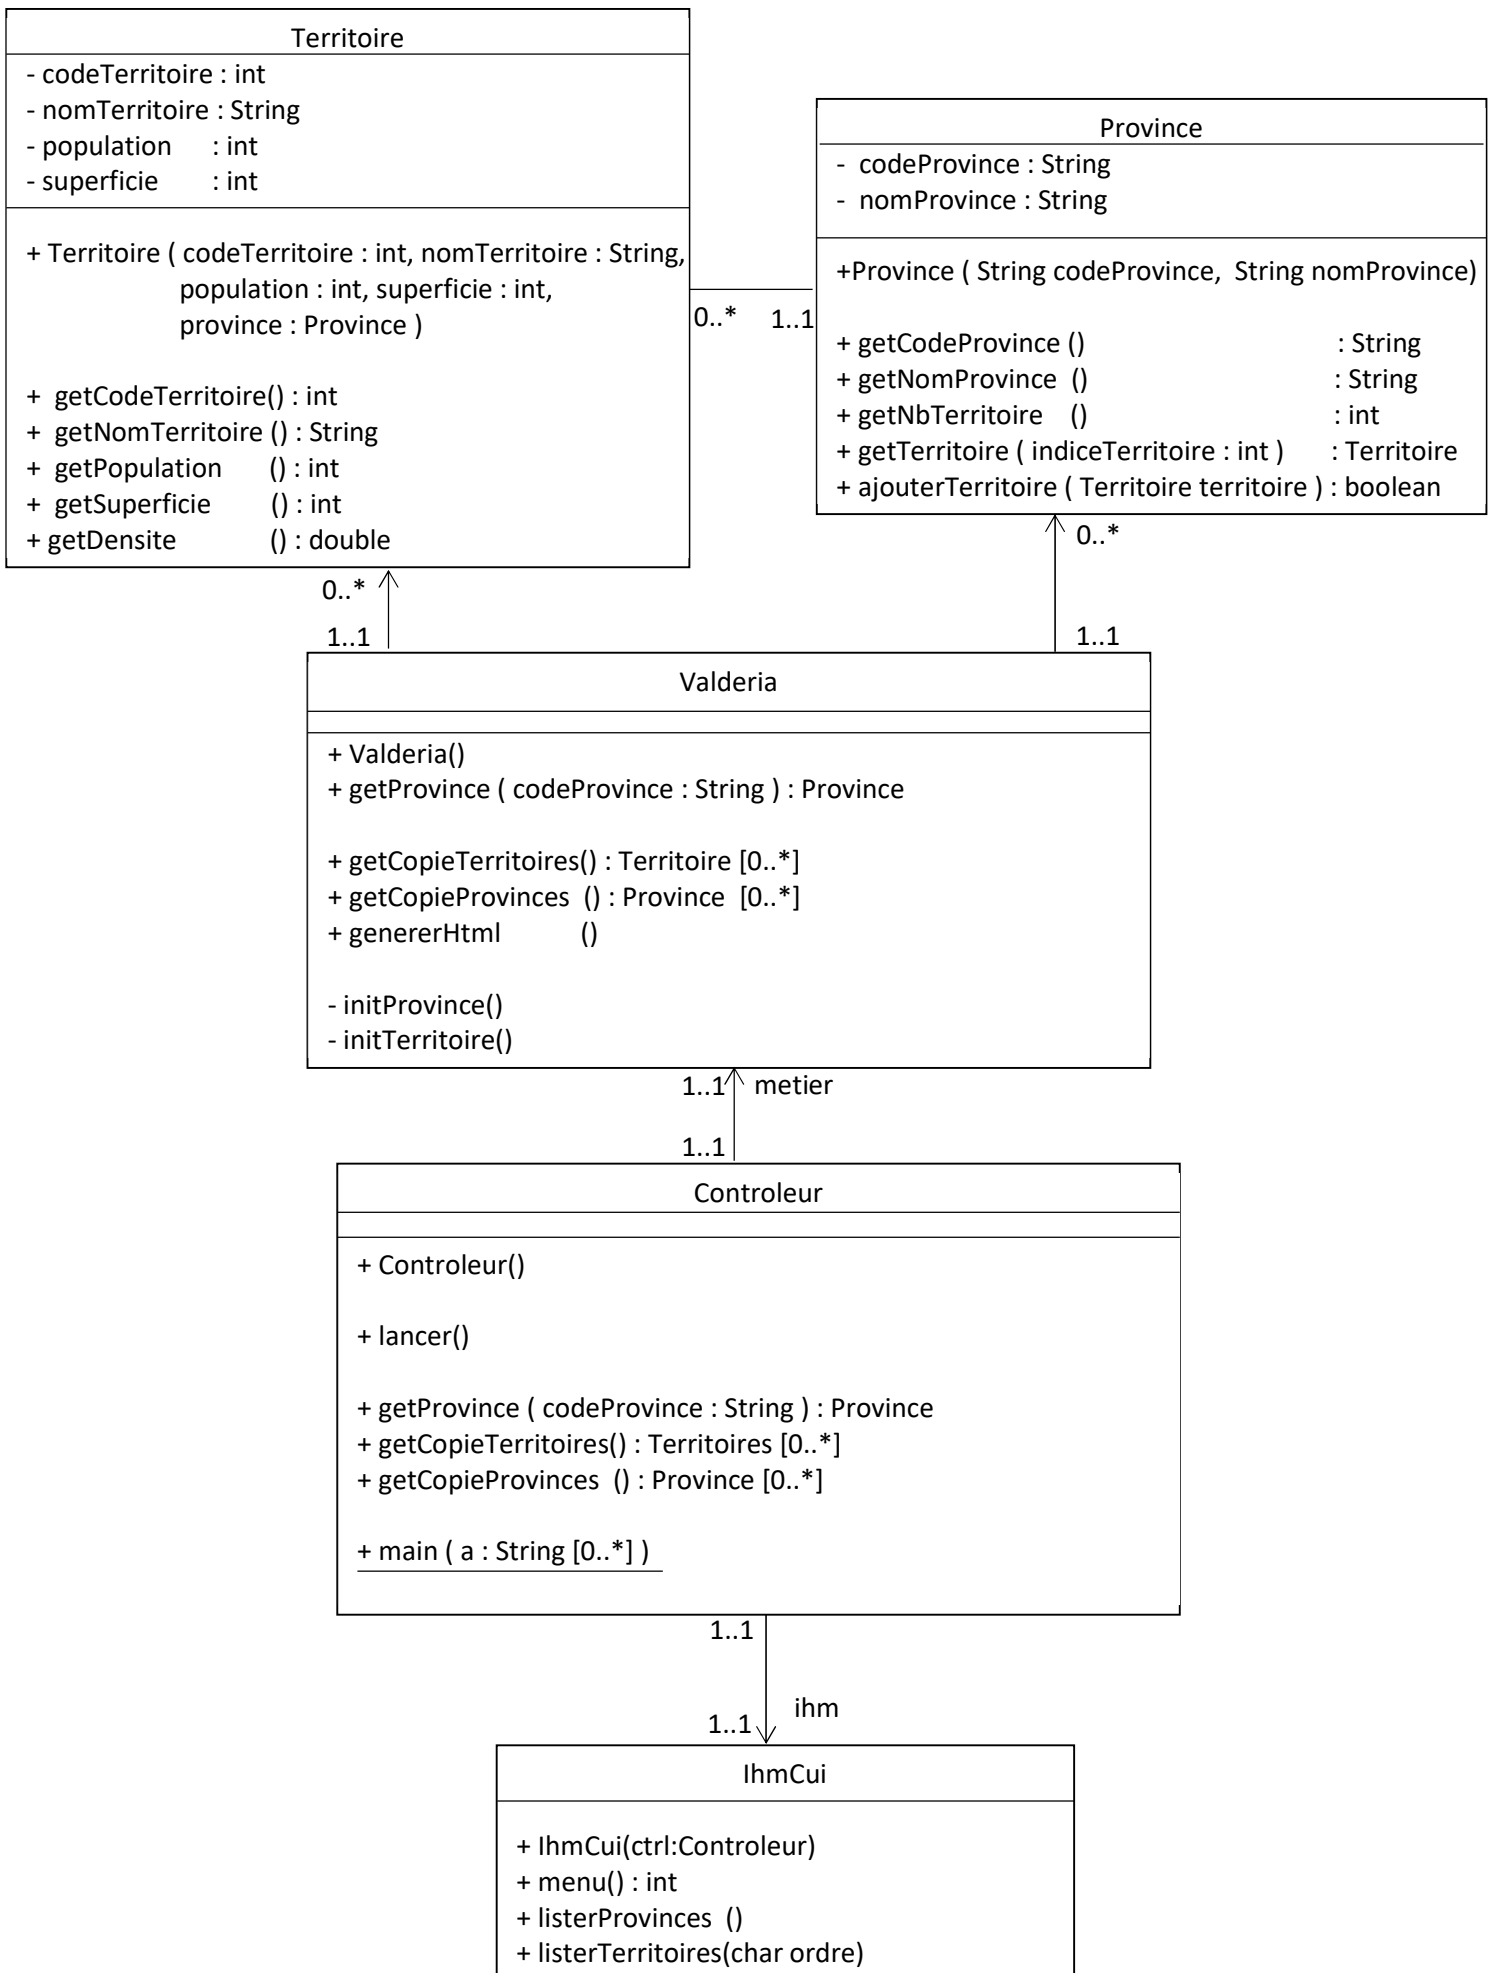 Territoire
- codeTerritoire : int
- nomTerritoire : String
- population : int
- superficie : int
+ Territoire ( codeTerritoire : int, nomTerritoire : String,
population : int, superficie : int,
province : Province )
+ getCodeTerritoire() : int
+ getNomTerritoire () : String
+ getPopulation () : int
+ getSuperficie () : int
+ getDensite () : double
0..* 1..1
Province
- codeProvince : String
- nomProvince : String
+Province ( String codeProvince, String nomProvince)
+ getCodeProvince () : String
+ getNomProvince () : String
+ getNbTerritoire () : int
+ getTerritoire ( indiceTerritoire : int ) : Territoire
+ ajouterTerritoire ( Territoire territoire ) : boolean
0..*
1..1
0..*
1..1
Valderia
+ Valderia()
+ getProvince ( codeProvince : String ) : Province
+ getCopieTerritoires() : Territoire [0..*]
+ getCopieProvinces () : Province [0..*]
+ genererHtml ()
- initProvince()
- initTerritoire()
1..1 metier
1..1
Controleur
+ Controleur()
+ lancer()
+ getProvince ( codeProvince : String ) : Province
+ getCopieTerritoires() : Territoires [0..*]
+ getCopieProvinces () : Province [0..*]
+ main ( a : String [0..*] )
1..1
ihm
1..1
IhmCui
+ IhmCui(ctrl:Controleur)
+ menu() : int
+ listerProvinces ()
+ listerTerritoires(char ordre)